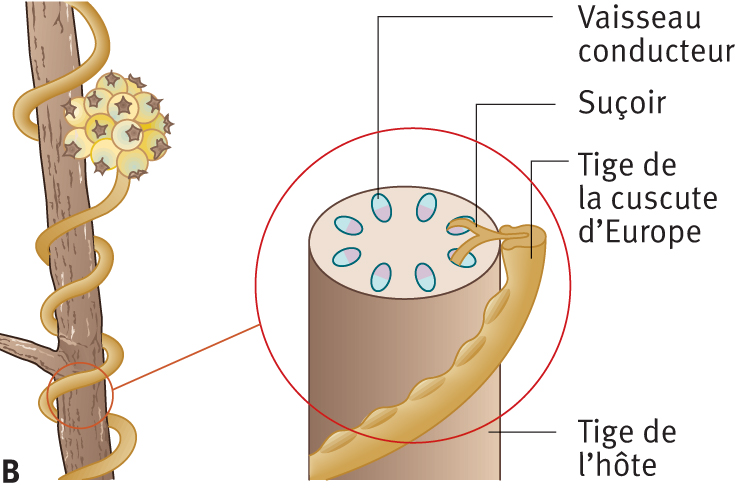 Vaisseau
conducteur
Suçoir
Tige de
la cuscute
d’Europe
Tige de
l’hôte
B